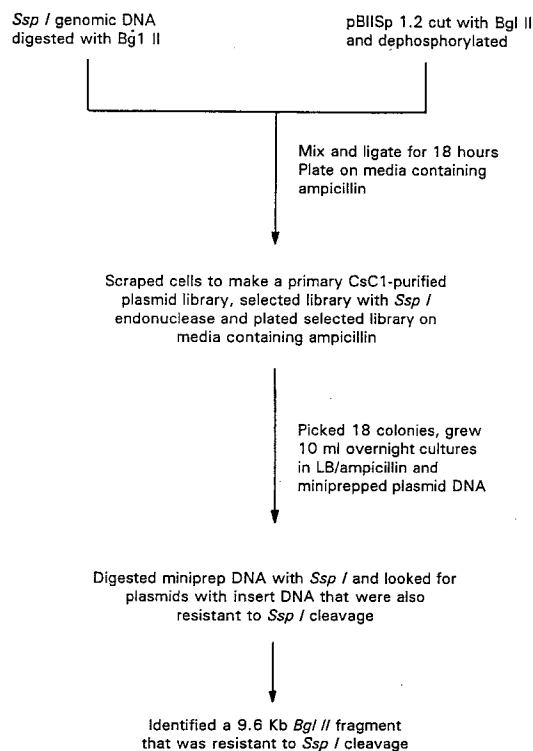 Ssp I genomic DNA
digested with Bg1 II
pBIISp 1.2 cut with Bgl II
and dephosphorylated
Mix and ligate for 18 hours
Plate on media containing
ampicillin
Scraped cells to make a primary CsC1-purified
plasmid library, selected library with Ssp I
endonuclease and plated selected library on
media containing ampicillin
Picked 18 colonies, grew
10 ml overnight cultures
in LB/ampicillin and
miniprepped plasmid DNA
Digested miniprep DNA with Ssp I and looked for
plasmids with insert DNA that were also
resistant to Ssp I cleavage
Identified a 9.6 Kb Bgl II fragment
that was resistant to Ssp I cleavage